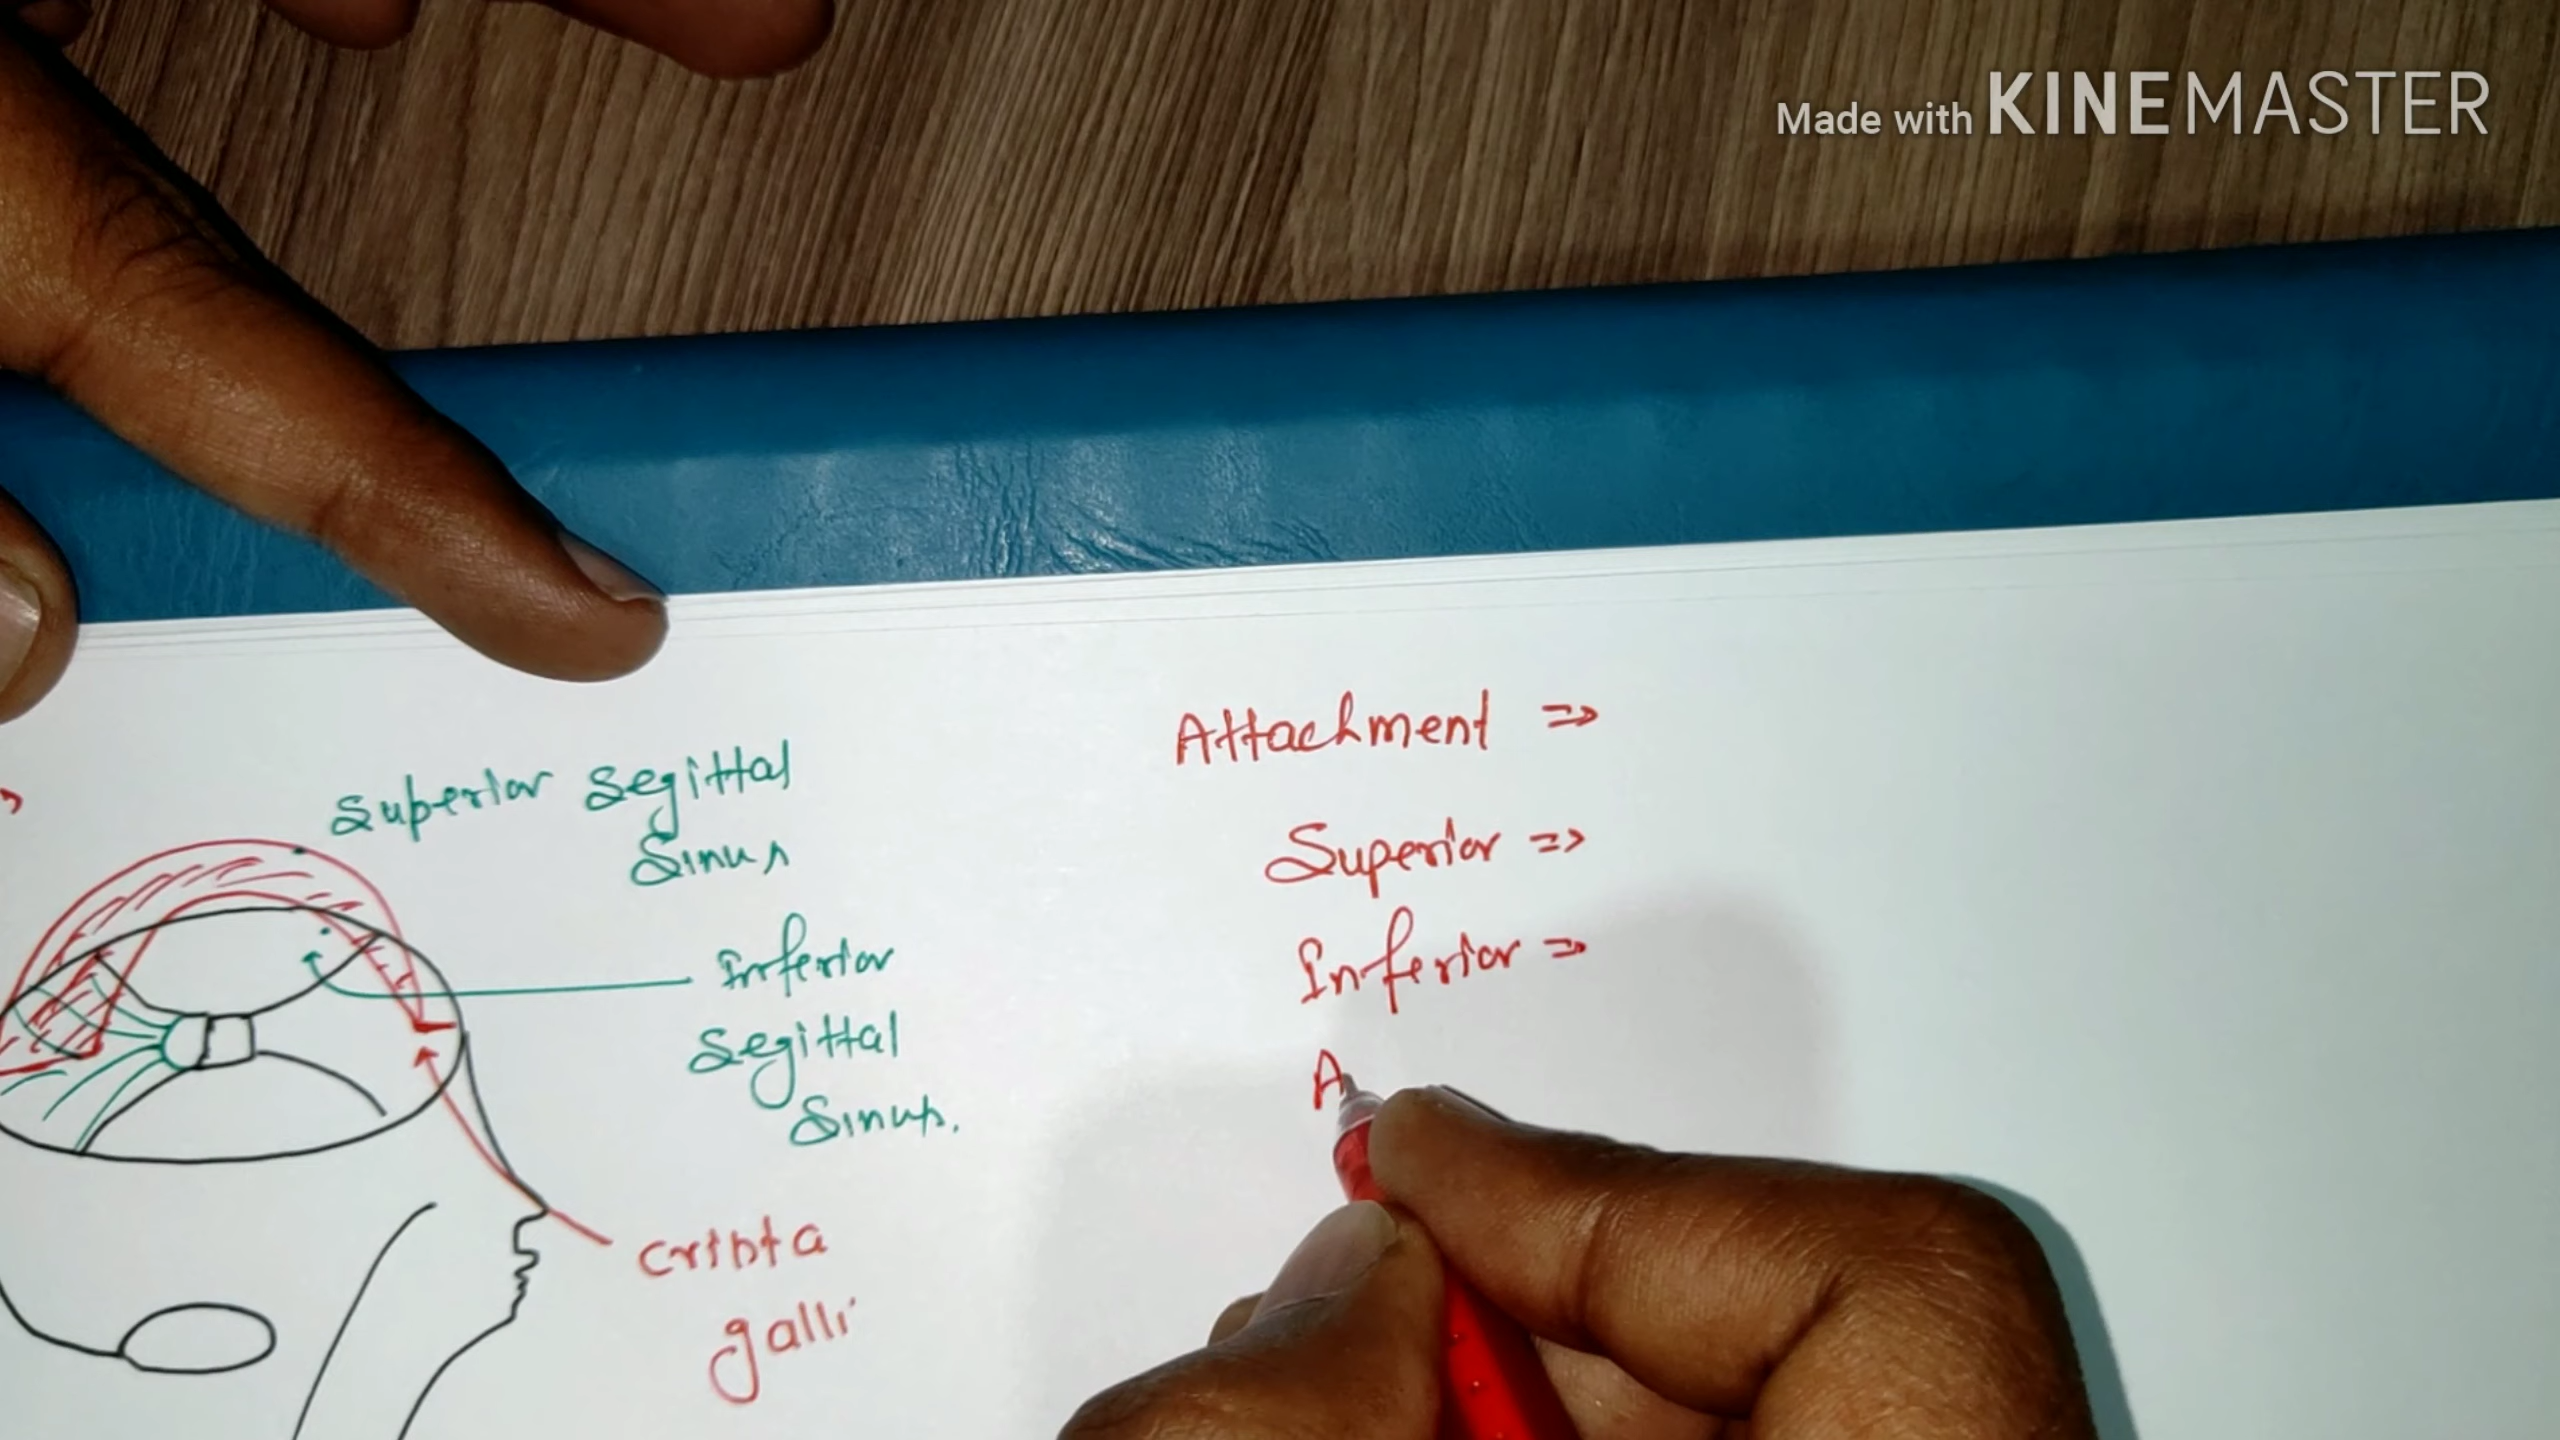 Made with KINEMASTER
Superior Segittal
Sinus
Inferior
Segittal
Sinus.
crista
galli
Attachment =>
Superior =>
Inferior =>
A